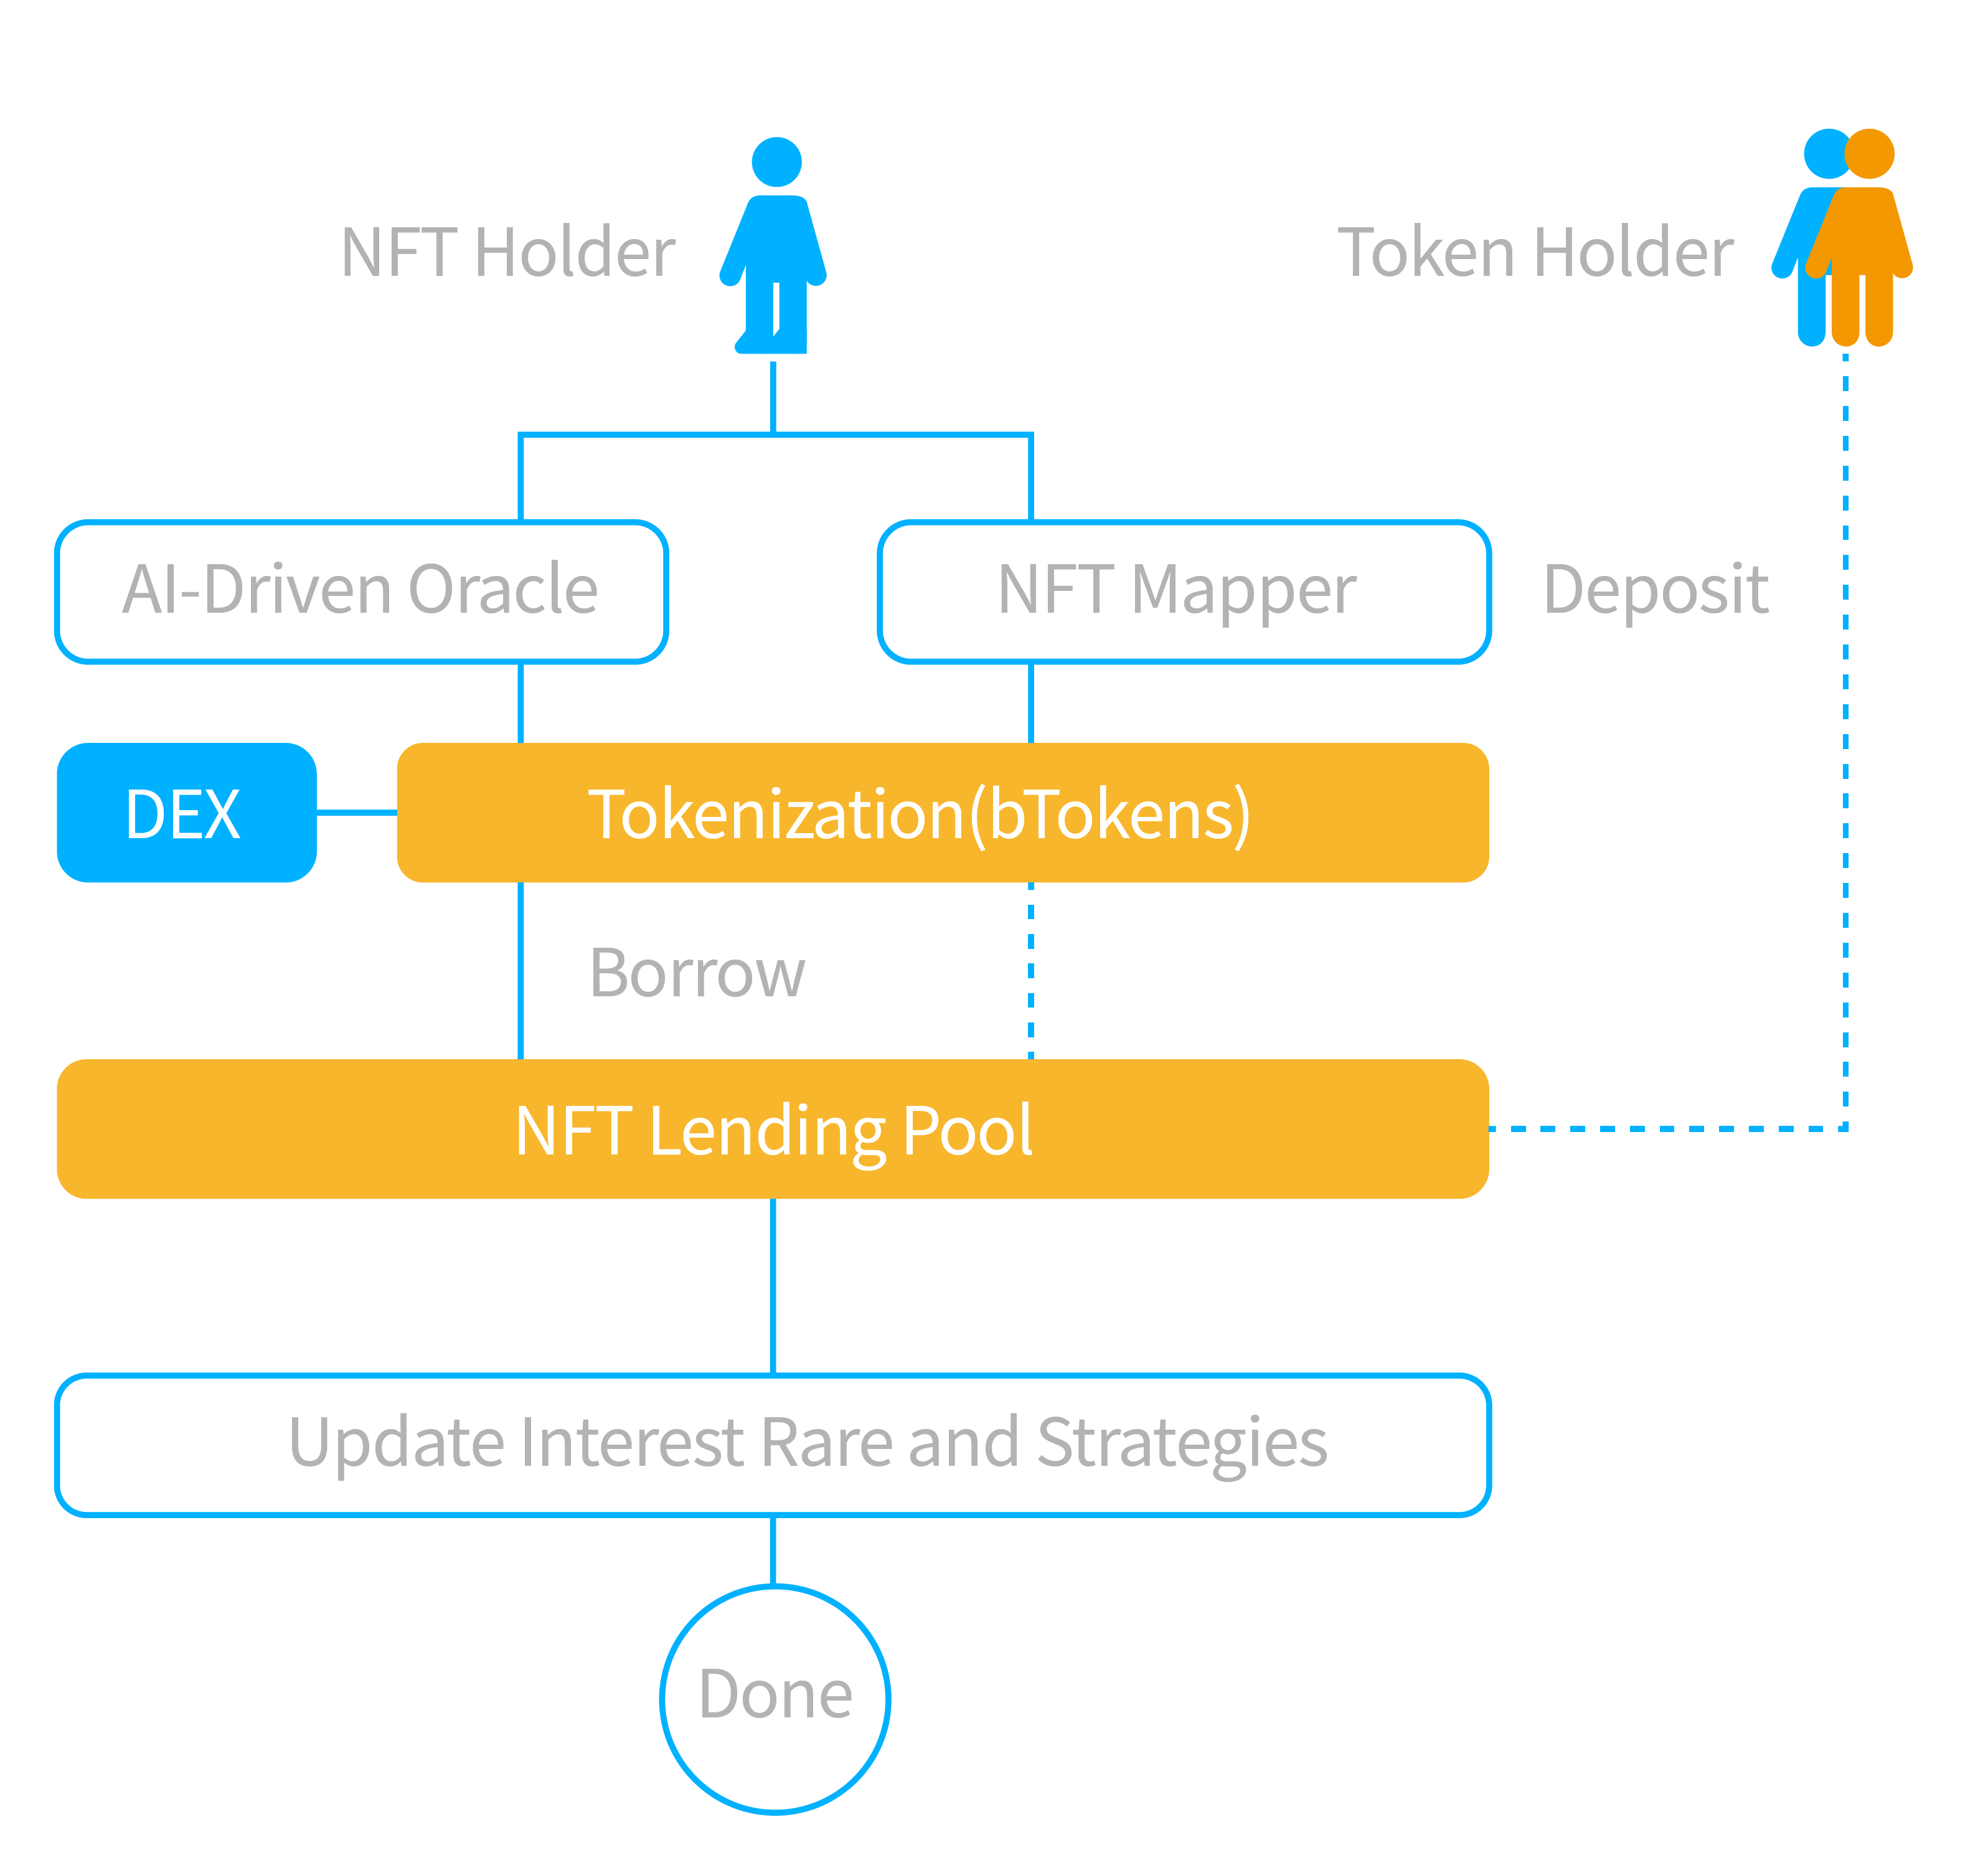 NFT Holder
Token Holder
AI-Driven Oracle
NFT Mapper
Deposit
DEX
Tokenization(bTokens)
Borrow
NFT Lending Pool
Update Interest Rare and Strategies
Done